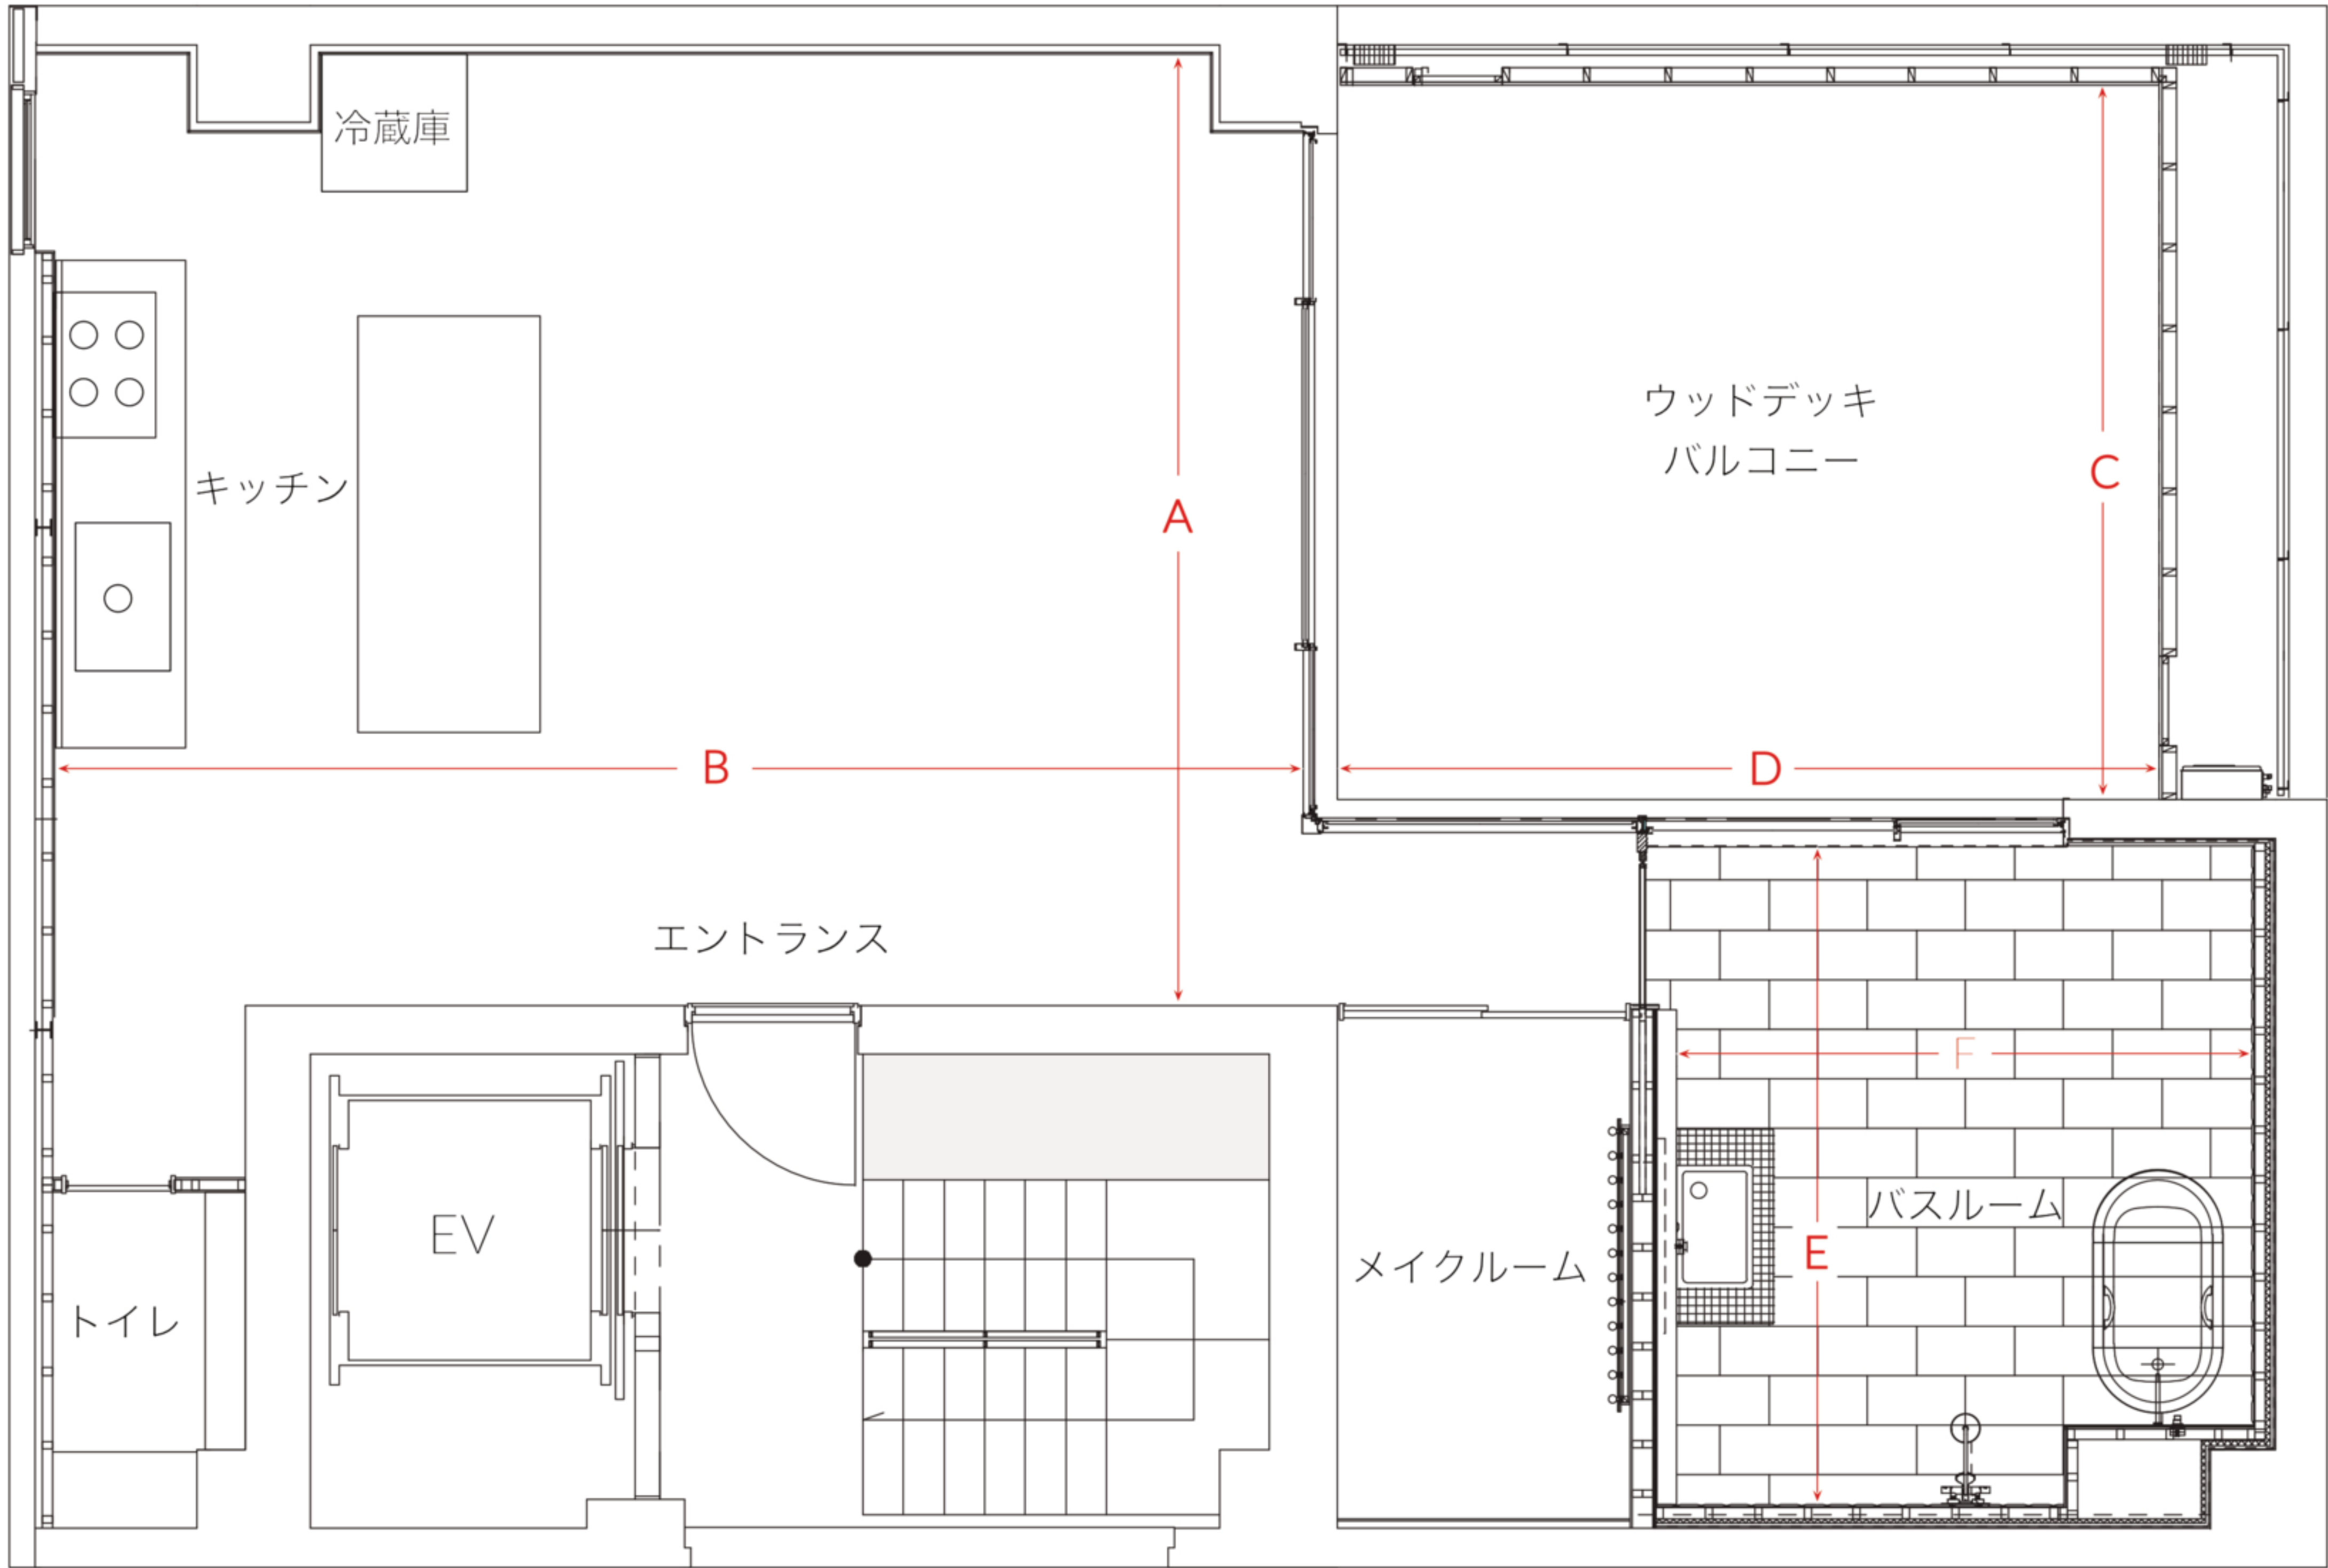 冷蔵庫
ウッドデッキ
バルコニー
C
キッチン
A
B
D
エントランス
F
バスルーム
EV
E
メイクルーム
トイレ